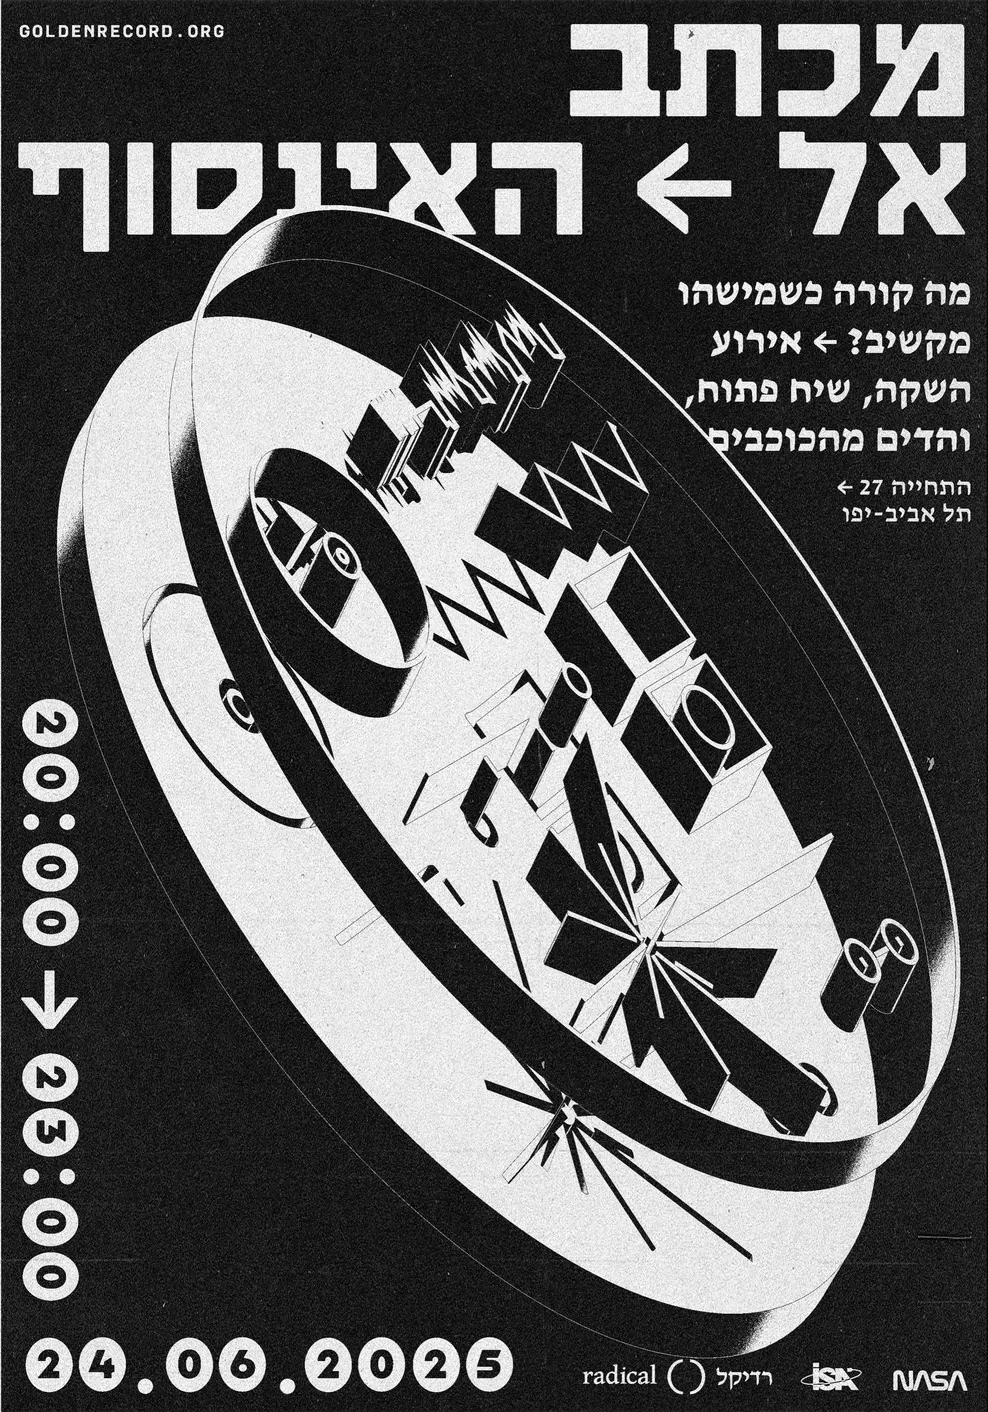 GOLDENRECORD.ORG
מכתב
אל ← האינסוף
מה קורה כשמישהו
מקשיב? ← אירוע
השקה, שיח פתוח,
והדים מהכוכבים
התחייה 27 ←
תל אביב-יפו
20:00 → 23:00
24.06.2025
radical () רדיקל
ISA
NASA